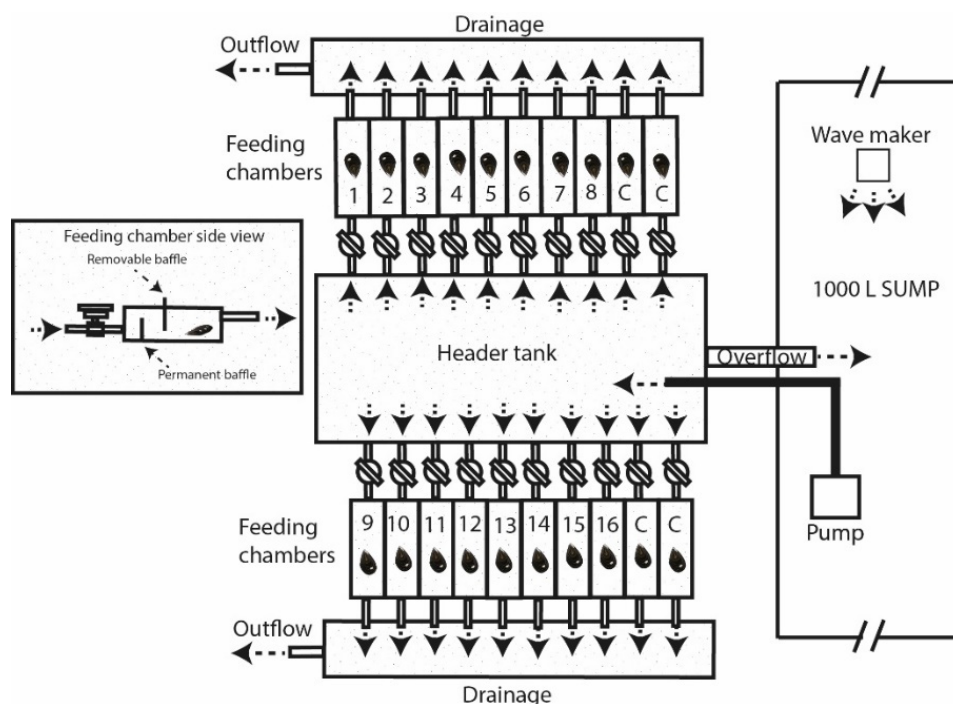 Drainage
Outflow
Feeding
chambers
1 2 3 4 5 6 7 8 C C
Wave maker
Feeding chamber side view
Removable baffle
Permanent baffle
1000 L SUMP
Header tank
Overflow
Pump
Feeding
chambers
9 10 11 12 13 14 15 16 C C
Outflow
Drainage